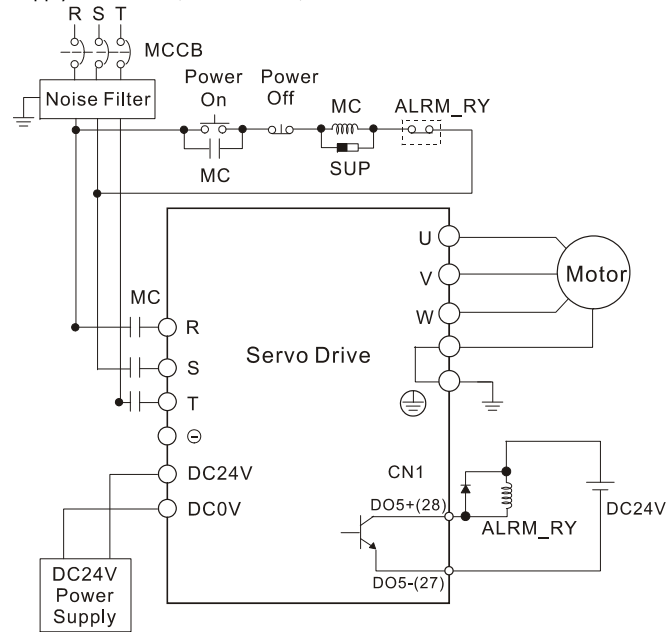 R S T
MCCB
Noise Filter
Power
On
Power
Off
MC
ALRM_RY
MC
SUP
U
V
W
Motor
MC
R
S
T
Servo Drive
⊖
DC24V
DC0V
CN1
DO5+(28)
DO5-(27)
ALRM_RY
DC24V
DC24V
Power
Supply